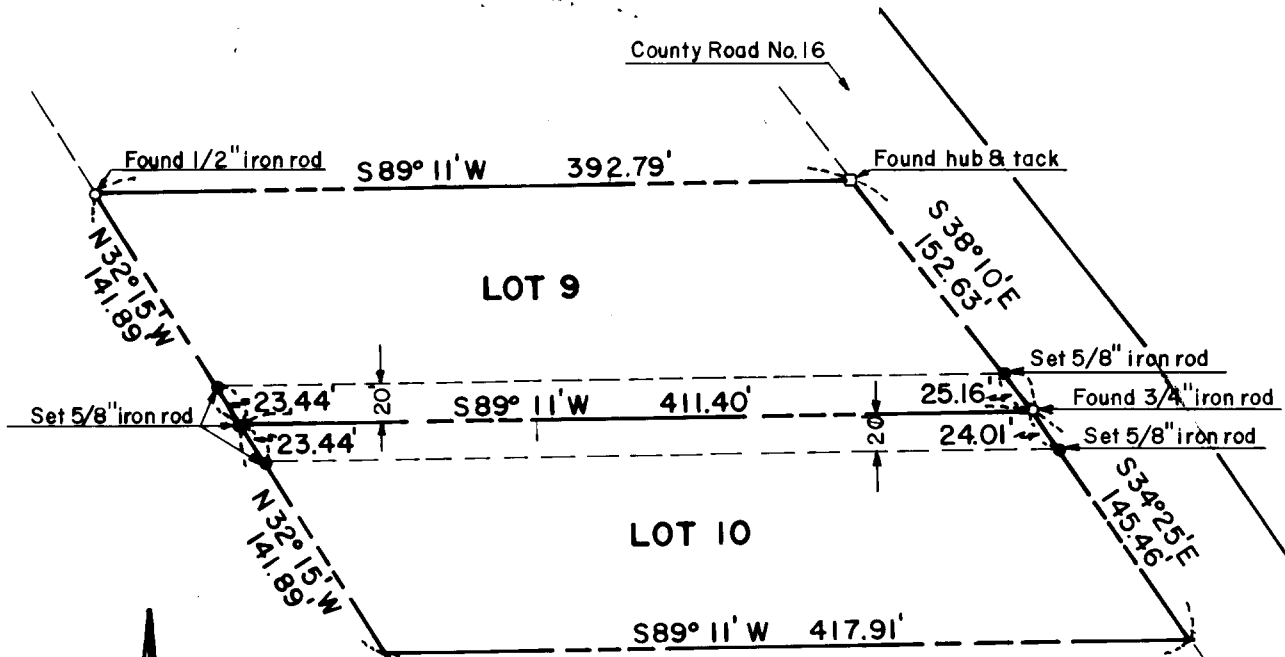 County Road No. 16
Found 1/2" iron rod
S89° 11' W 392.79'
Found hub & tack
N32° 15' W
141.89'
S38° 10' E
152.63'
LOT 9
Set 5/8" iron rod
23.44'
20'
S89° 11' W 411.40'
25.16'
Found 3/4" iron rod
Set 5/8" iron rod
23.44'
20'
24.01'
Set 5/8" iron rod
N32° 15' W
141.89'
LOT 10
S34° 25' E
145.46'
S89° 11' W 417.91'